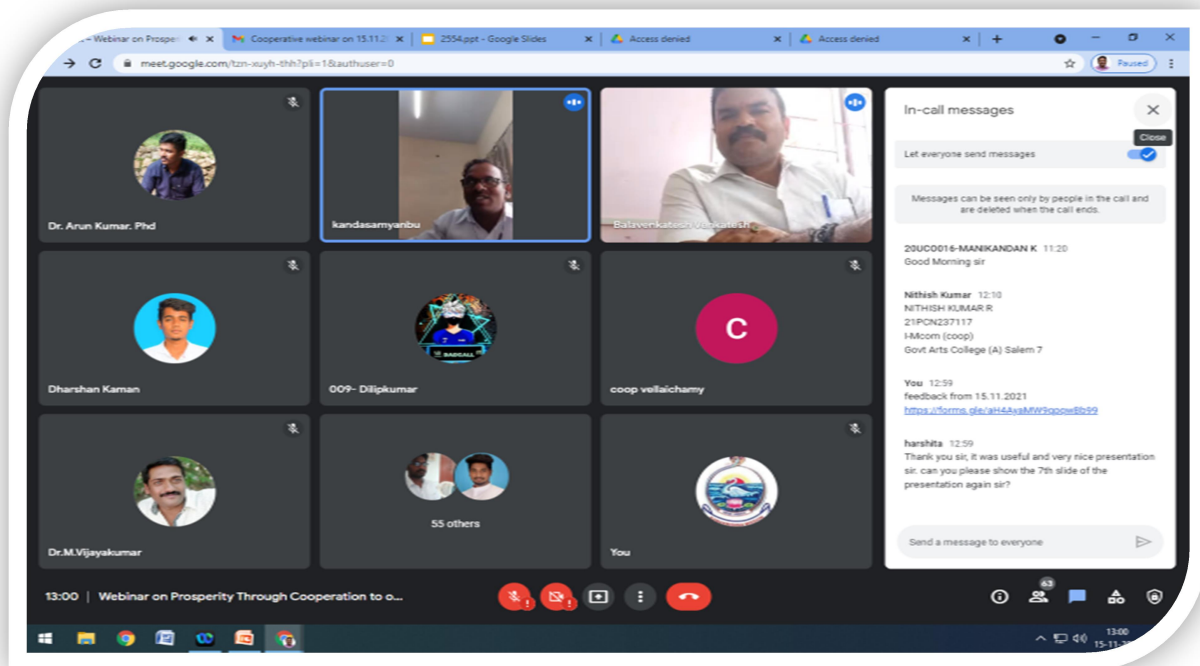 Webinar on Prosper
Cooperative webinar on 15.11.2
2554.ppt - Google Slides
Access denied
Access denied
meet.google.com/tzn-xuyh-thh?pli=1&authuser=0
Paused
Dr. Arun Kumar. Phd
kandasamyanbu
Balavenkatesh Venkatesh
Dharshan Kaman
009- Dilipkumar
BADGALL
C
coop vellaichamy
Dr.M.Vijayakumar
55 others
You
In-call messages
Close
Let everyone send messages
Messages can be seen only by people in the call and
are deleted when the call ends.
20UCO016-MANIKANDAN K 11:20
Good Morning sir
Nithish Kumar 12:10
NITHISH KUMAR R
21PCN237117
I-Mcom (coop)
Govt Arts College (A) Salem 7
You 12:59
feedback from 15.11.2021
harshita 12:59
Thank you sir, it was useful and very nice presentation
sir. can you please show the 7th slide of the
presentation again sir?
Send a message to everyone
13:00 | Webinar on Prosperity Through Cooperation to o...
63
13:00